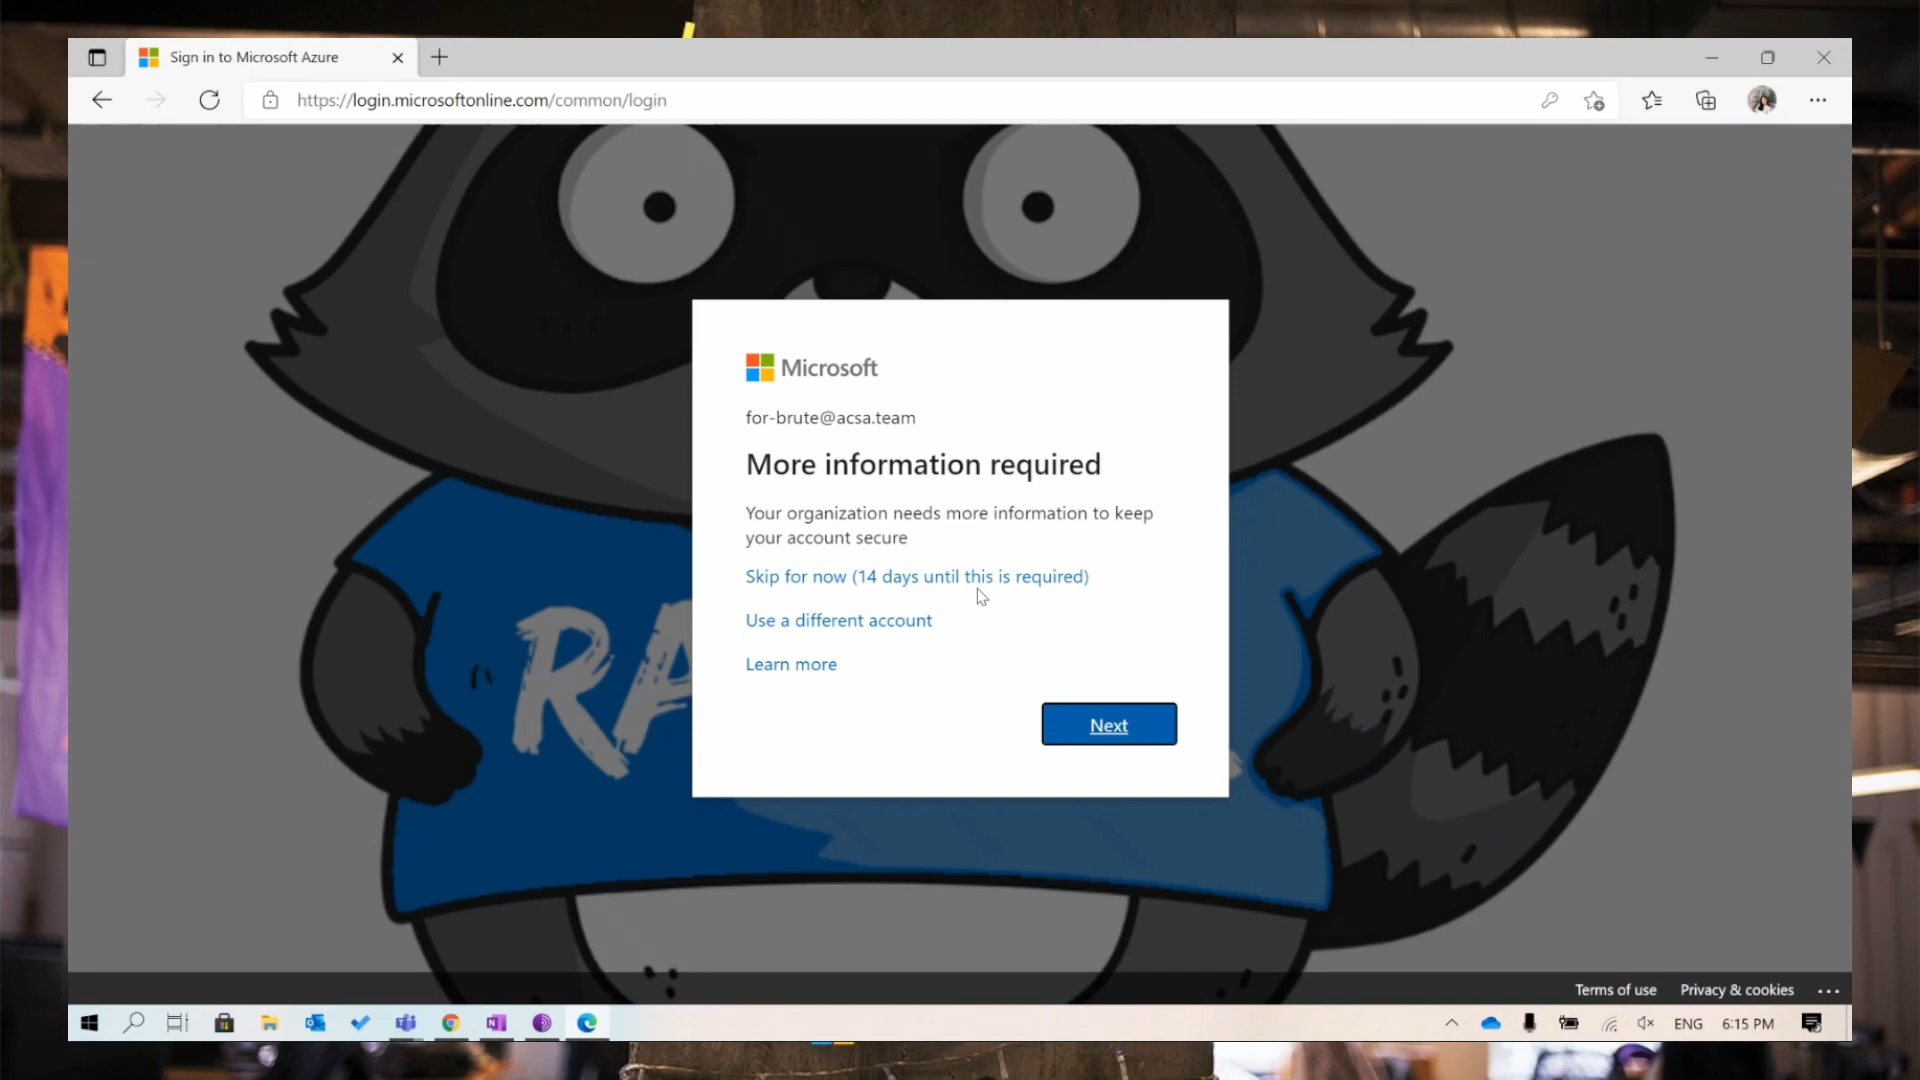 Sign in to Microsoft Azure
https://login.microsoftonline.com/common/login
Microsoft
for-brute@acsa.team
More information required
Your organization needs more information to keep
your account secure
Skip for now (14 days until this is required)
Use a different account
Learn more
Next
RA
Terms of use Privacy & cookies
ENG 6:15 PM